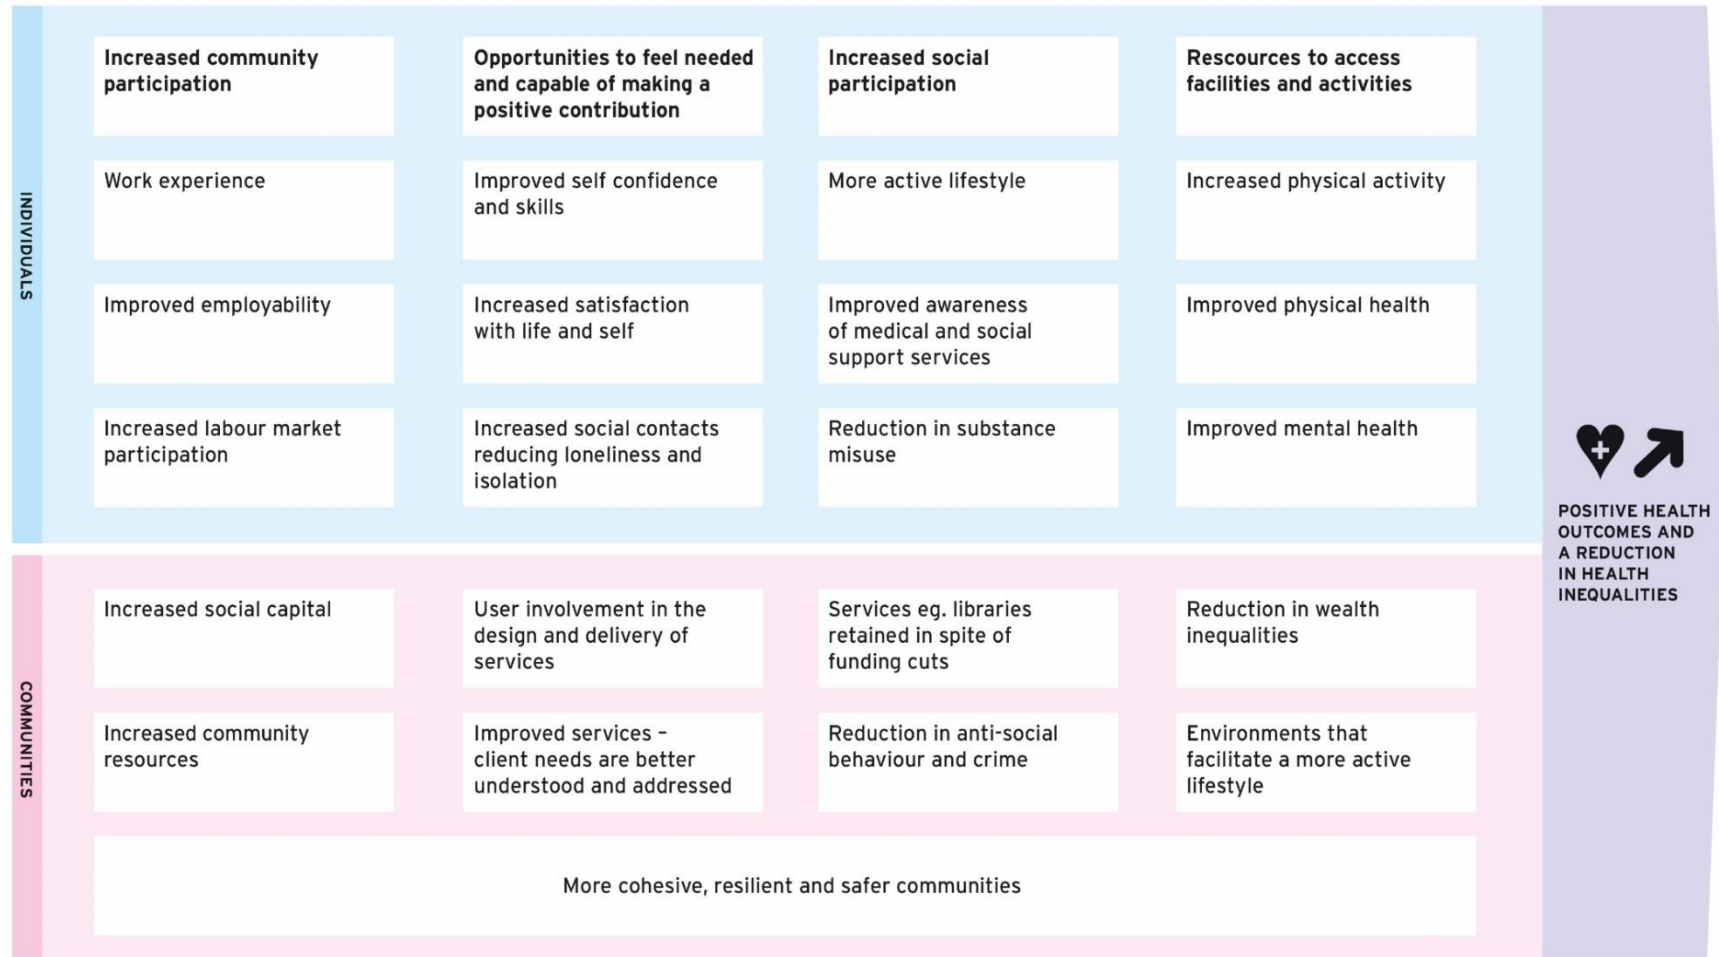 INDIVIDUALS
Increased community
participation
Opportunities to feel needed
and capable of making a
positive contribution
Increased social
participation
Rescources to access
facilities and activities
Work experience
Improved self confidence
and skills
More active lifestyle
Increased physical activity
Improved employability
Increased satisfaction
with life and self
Improved awareness
of medical and social
support services
Improved physical health
Increased labour market
participation
Increased social contacts
reducing loneliness and
isolation
Reduction in substance
misuse
Improved mental health
COMMUNITIES
Increased social capital
User involvement in the
design and delivery of
services
Services eg. libraries
retained in spite of
funding cuts
Reduction in wealth
inequalities
Increased community
resources
Improved services –
client needs are better
understood and addressed
Reduction in anti-social
behaviour and crime
Environments that
facilitate a more active
lifestyle
More cohesive, resilient and safer communities
POSITIVE HEALTH
OUTCOMES AND
A REDUCTION
IN HEALTH
INEQUALITIES